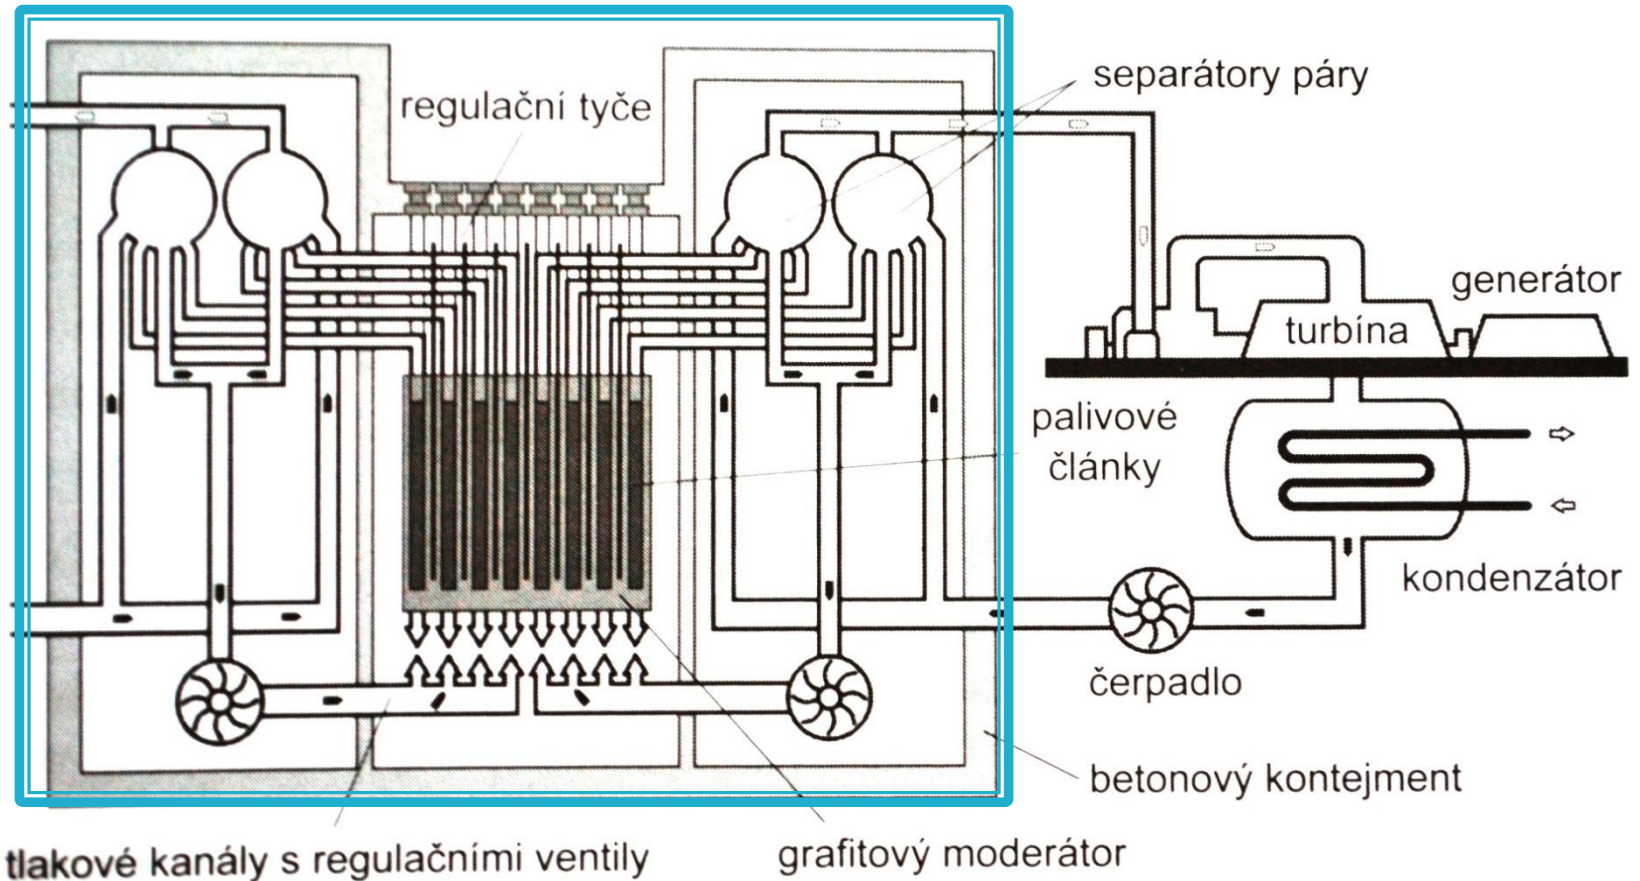 separátory páry
regulační tyče
generátor
turbína
palivové
články
kondenzátor
čerpadlo
betonový kontejment
grafitový moderátor
tlakové kanály s regulačními ventily